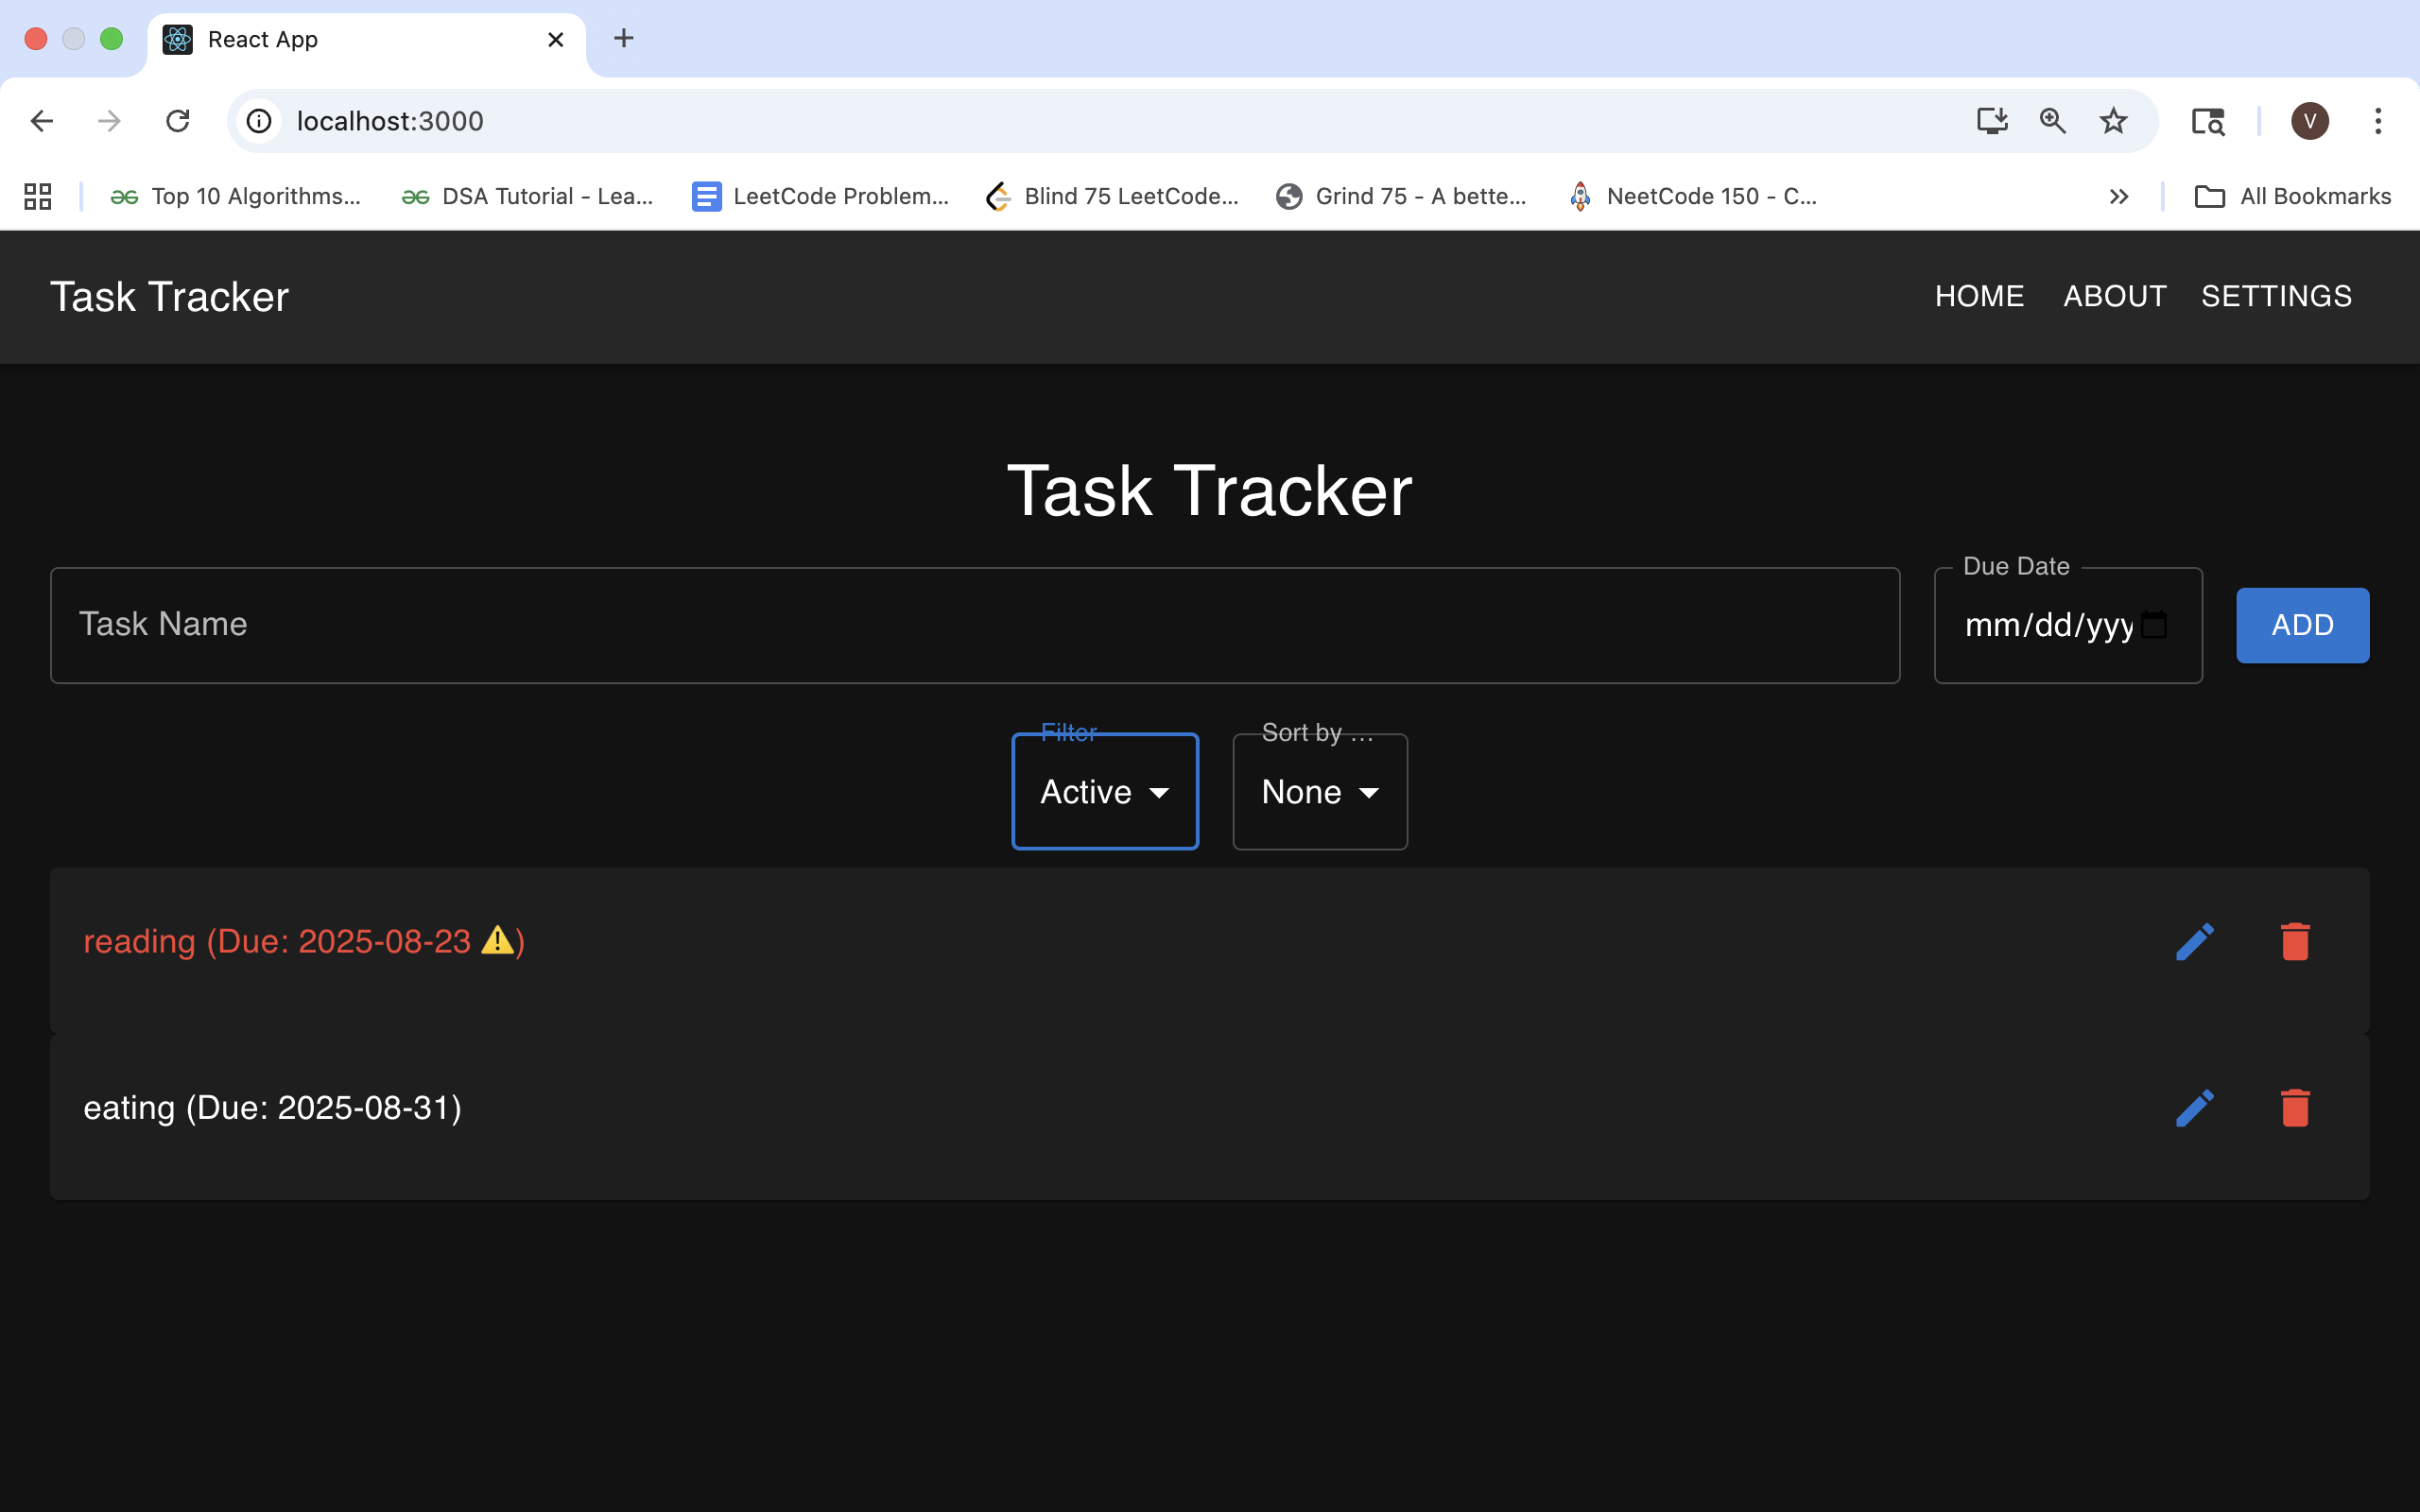 React App
localhost:3000
V
Top 10 Algorithms...
DSA Tutorial - Lea...
LeetCode Problem...
Blind 75 LeetCode...
Grind 75 - A bette...
NeetCode 150 - C...
All Bookmarks
Task Tracker
HOME ABOUT SETTINGS
Task Tracker
Task Name
Due Date
mm/dd/yyy
ADD
Filter
Active
Sort by ...
None
reading (Due: 2025-08-23 ⚠️)
eating (Due: 2025-08-31)